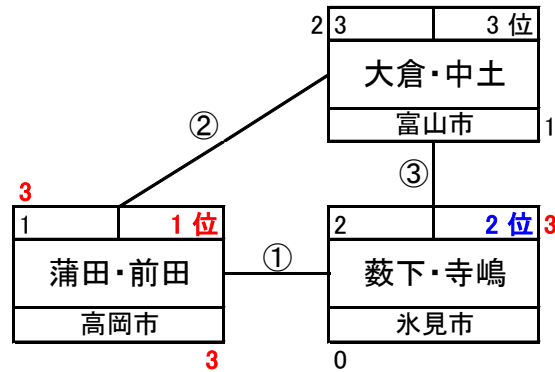 2 3 3 位
大倉・中土
富山市 1
②
③
3
1 1 位
蒲田・前田
高岡市
3
①
2 2 位 3
薮下・寺嶋
氷見市
0